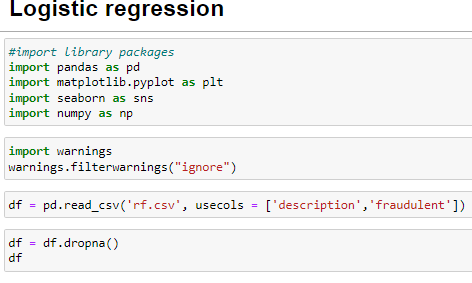 Logistic regression
#import library packages
import pandas as pd
import matplotlib.pyplot as plt
import seaborn as sns
import numpy as np
import warnings
warnings.filterwarnings("ignore")
df = pd.read_csv('rf.csv', usecols = ['description','fraudulent'])
df = df.dropna()
df